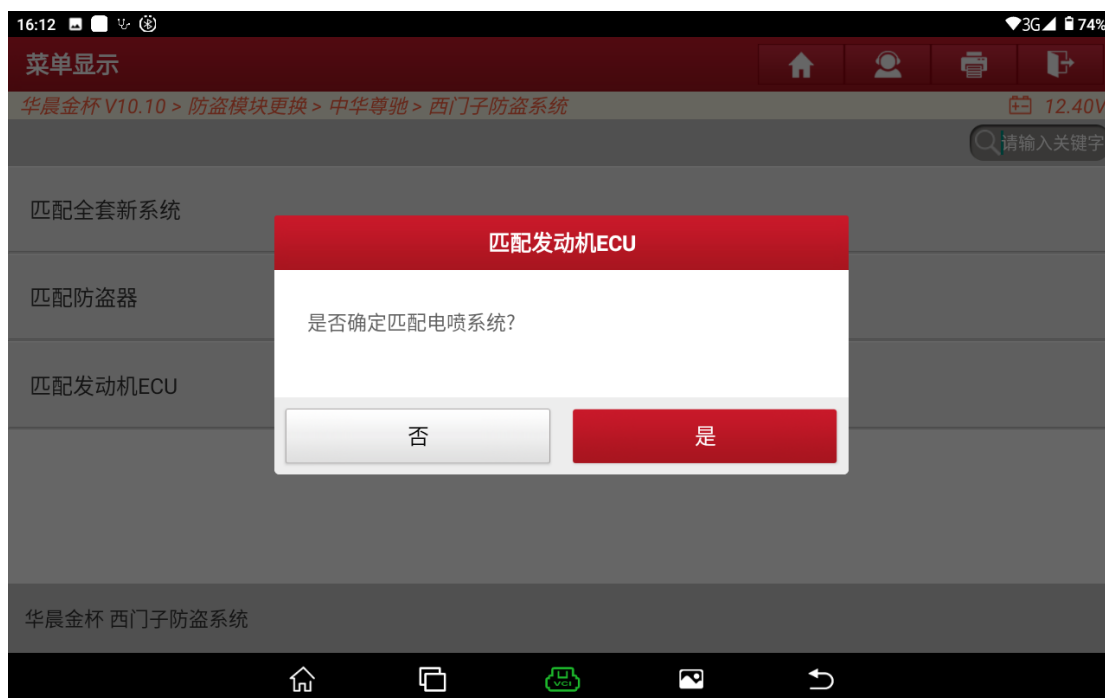 16:12
3G
74%
菜单显示
华晨金杯 V10.10 > 防盗模块更换 > 中华尊驰 > 西门子防盗系统
12.40V
请输入关键字
匹配全套新系统
匹配发动机ECU
匹配防盗器
是否确定匹配电喷系统?
匹配发动机ECU
否
是
华晨金杯 西门子防盗系统
VCI